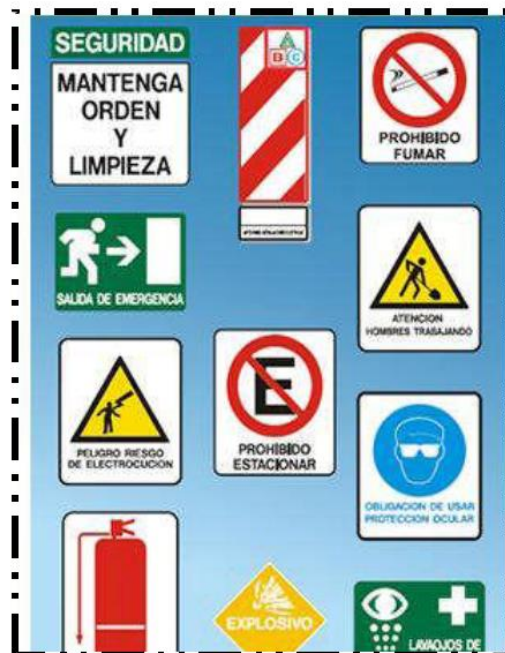 SEGURIDAD
MANTENGA
ORDEN
Y
LIMPIEZA
A
B C
PROHIBIDO
FUMAR
SALIDA DE EMERGENCIA
ATENCION
HOMBRES TRABAJANDO
PELIGRO RIESGO
DE ELECTROCUCION
E
PROHIBIDO
ESTACIONAR
OBLIGACION DE USAR
PROTECCION OCULAR
EXPLOSIVO
LAVAOJOS DE